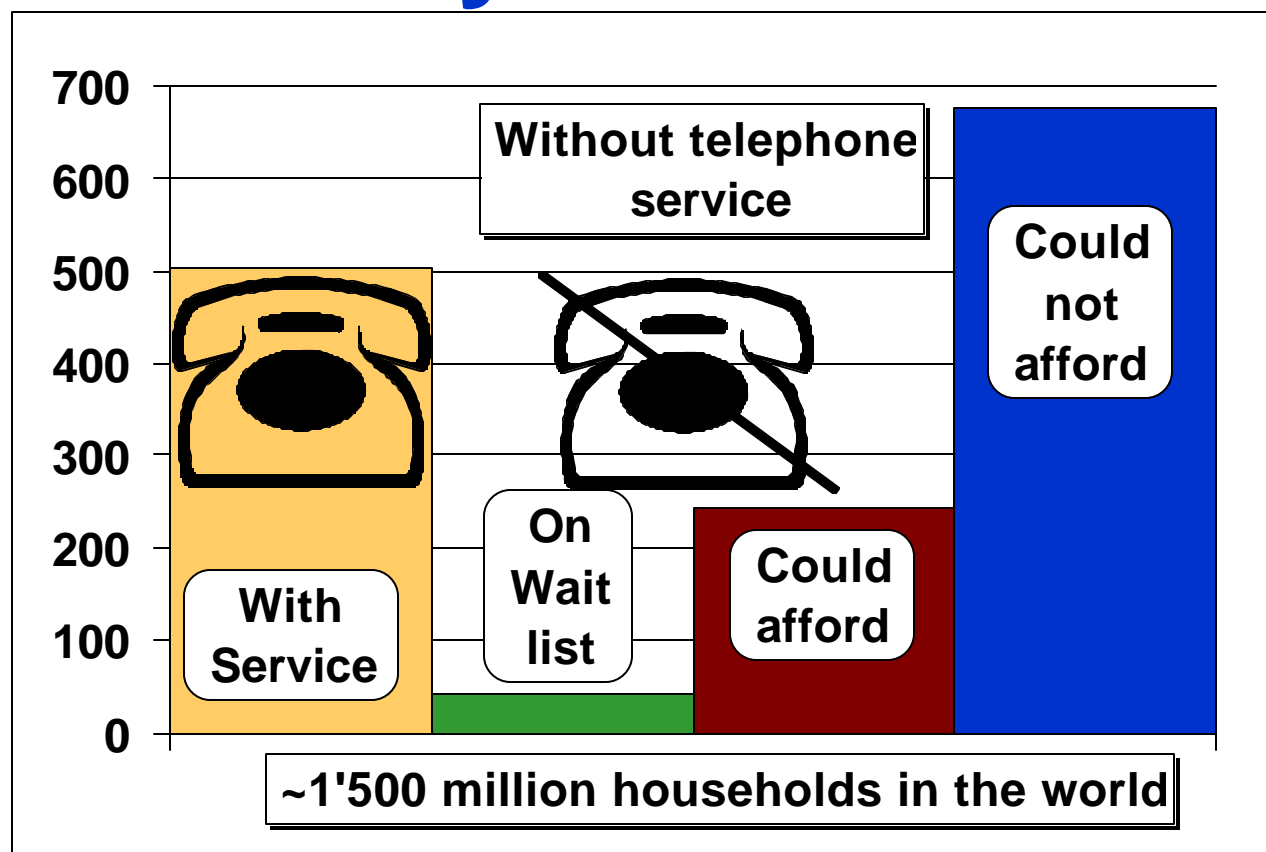 700
600
500
400
300
200
100
0
Without telephone
service
Could
not
afford
On
Wait
list
Could
afford
With
Service
~1'500 million households in the world